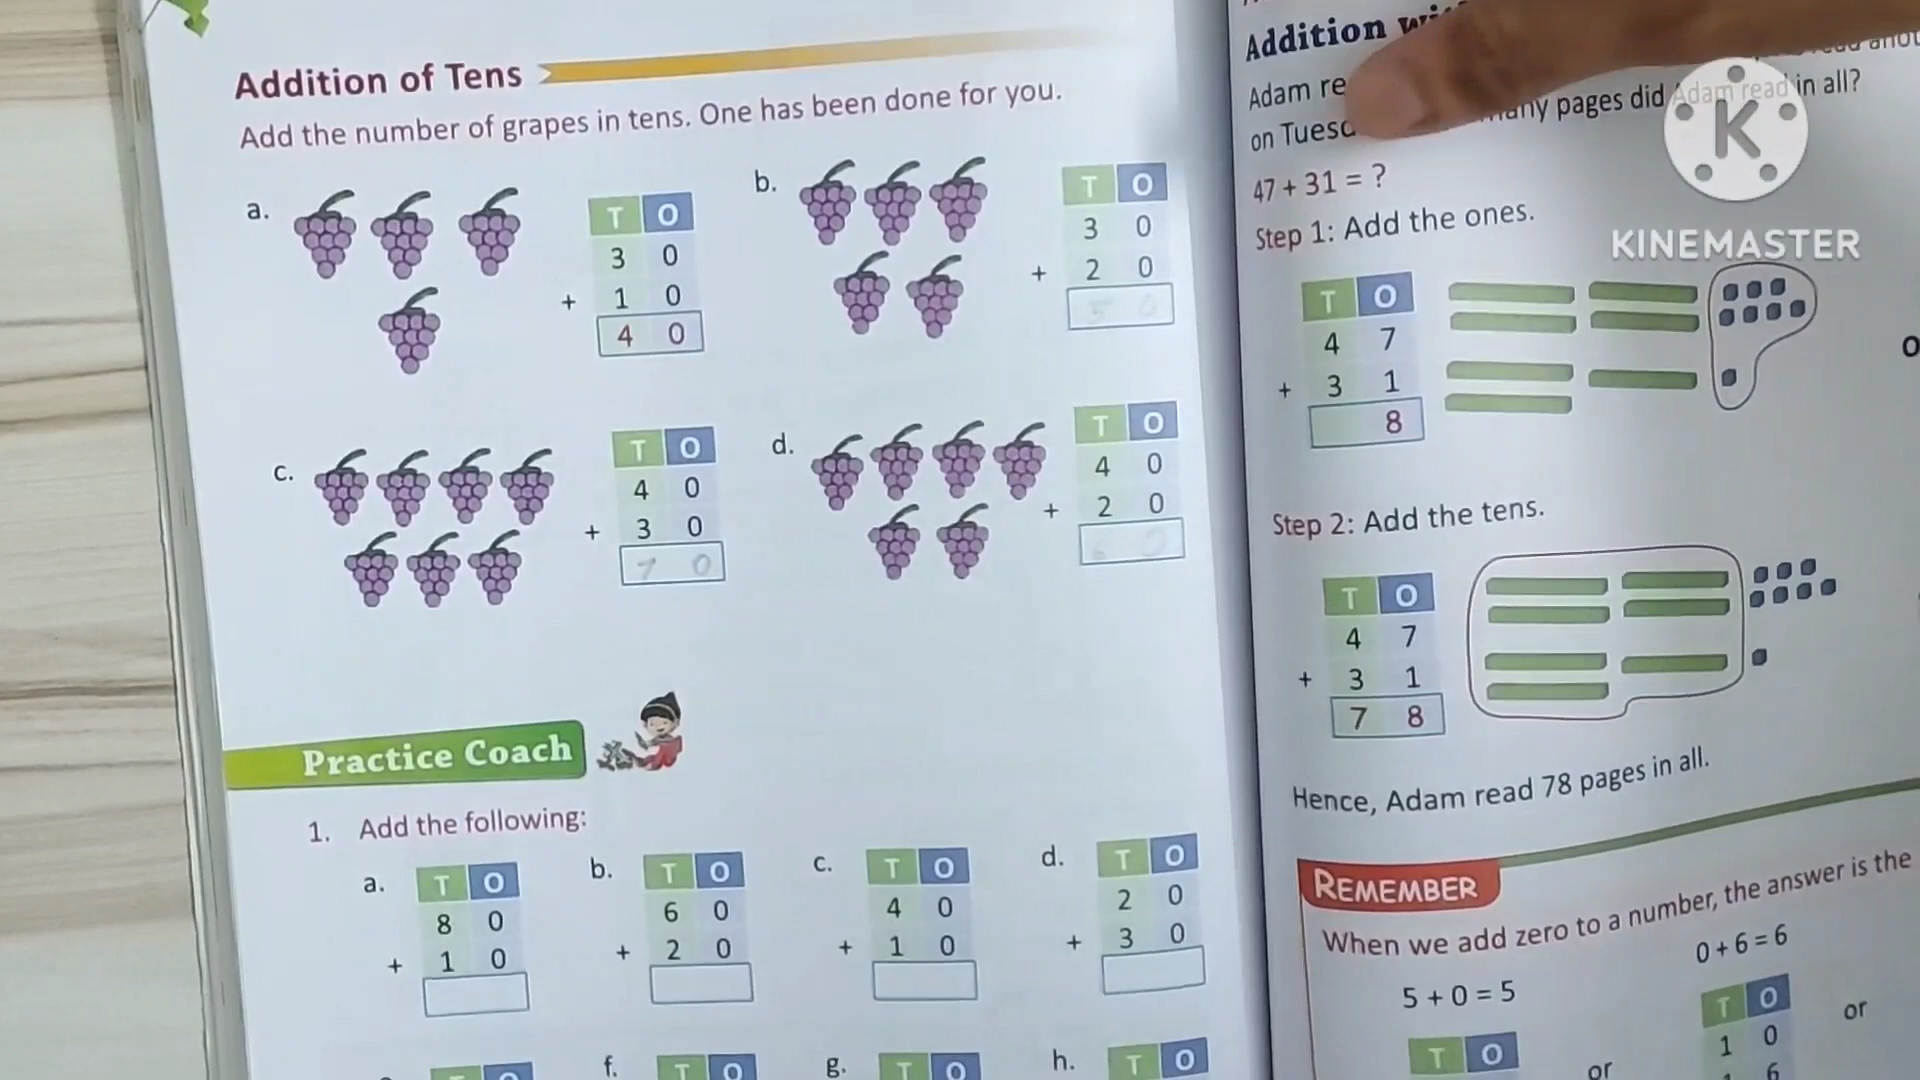 Addition of Tens
Add the number of grapes in tens. One has been done for you.
a.
T O
3 0
+ 1 0
4 0
b.
T O
3 0
+ 2 0
5 0
c.
T O
4 0
+ 3 0
7 0
d.
T O
4 0
+ 2 0
6 0
Practice Coach
1. Add the following:
a.
T O
8 0
+ 1 0
b.
T O
6 0
+ 2 0
c.
T O
4 0
+ 1 0
d.
T O
2 0
+ 3 0
T O
f.
T O
g.
T O
h.
T O
Addition
Adam
on many pages did Adam read in all?
47 + 31 = ?
Step 1: Add the ones.
T O
4 7
+ 3 1
8
Step 2: Add the tens.
T O
4 7
+ 3 1
7 8
Hence, Adam read 78 pages in all.
REMEMBER
When we add zero to a number, the answer is the
5 + 0 = 5
0 + 6 = 6
T O
or
T O
1 0
6
or
K
KINEMASTER